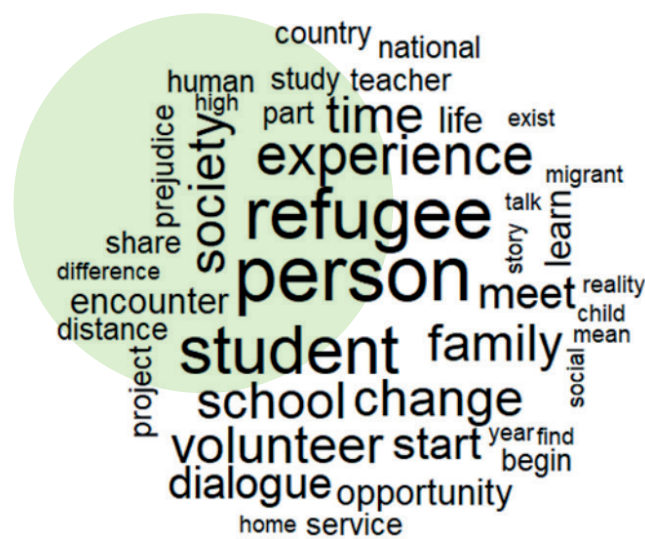 country
national
human
study
teacher
high
part
time
life
exist
prejudice
society
experience
migrant
refugee
talk
learn
story
share
difference
person
encounter
meet
reality
child
distance
student
family
mean
social
project
school
change
volunteer
start
year
find
begin
dialogue
opportunity
home
service